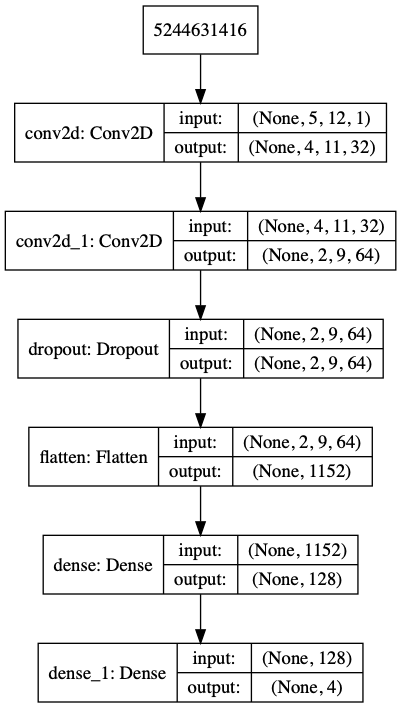 5244631416
conv2d: Conv2D
input: (None, 5, 12, 1)
output: (None, 4, 11, 32)
conv2d_1: Conv2D
input: (None, 4, 11, 32)
output: (None, 2, 9, 64)
dropout: Dropout
input: (None, 2, 9, 64)
output: (None, 2, 9, 64)
flatten: Flatten
input: (None, 2, 9, 64)
output: (None, 1152)
dense: Dense
input: (None, 1152)
output: (None, 128)
dense_1: Dense
input: (None, 128)
output: (None, 4)